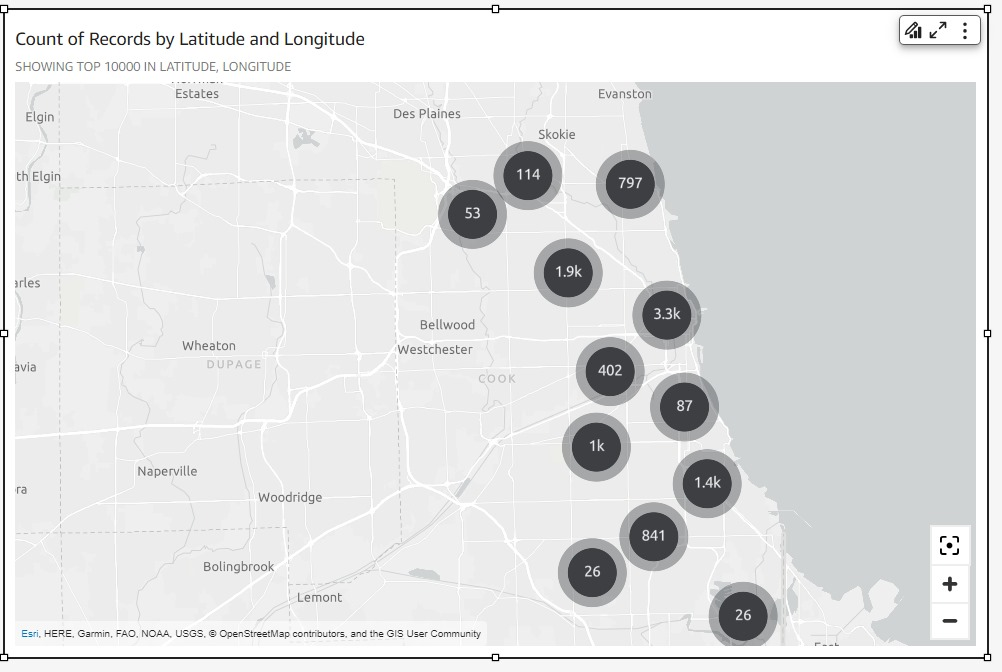 Count of Records by Latitude and Longitude
SHOWING TOP 10000 IN LATITUDE, LONGITUDE
Estates
Evanston
Elgin
Des Plaines
Skokie
th Elgin
114
797
53
1.9k
arles
3.3k
Bellwood
Wheaton
Westchester
DUPAGE
avia
402
COOK
87
1k
Naperville
ra
1.4k
Woodridge
841
Bolingbrook
26
Lemont
26
Esri, HERE, Garmin, FAO, NOAA, USGS, © OpenStreetMap contributors, and the GIS User Community